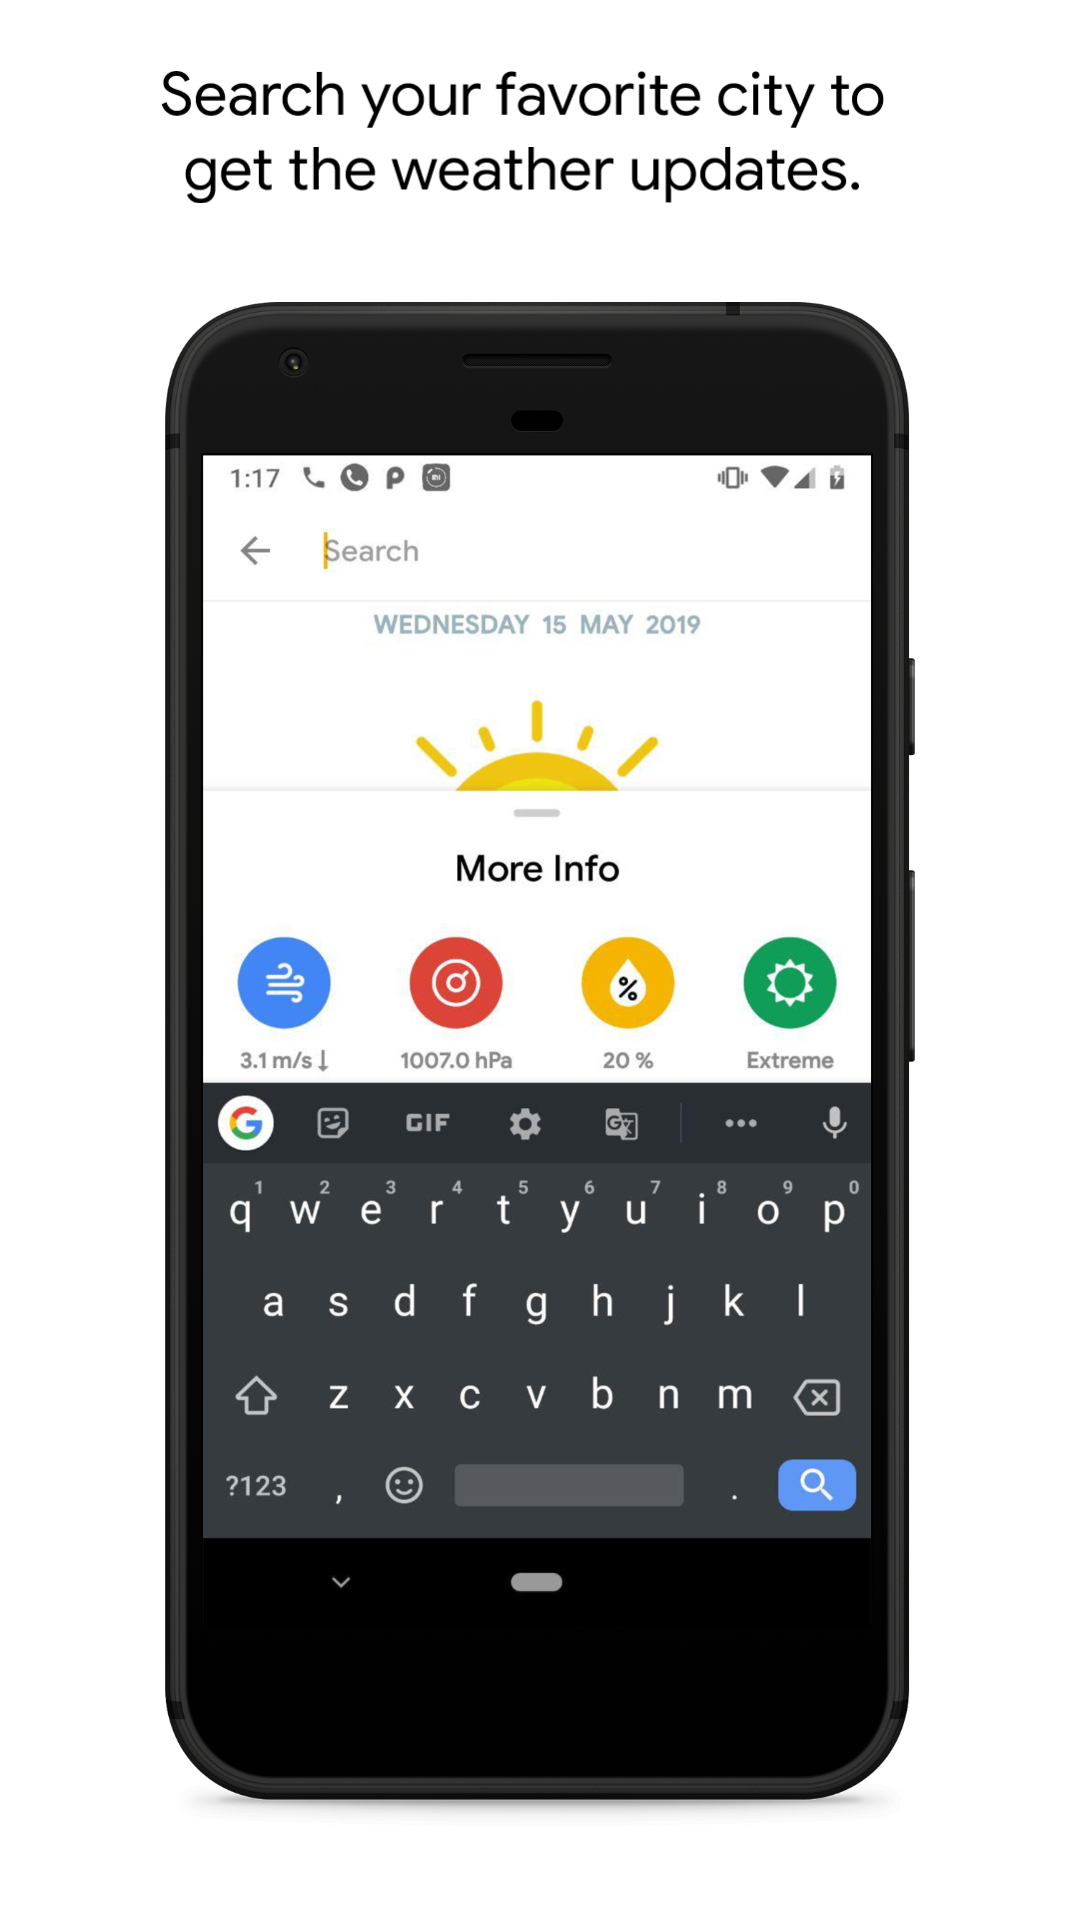 Search your favorite city to
get the weather updates.
1:17
Search
WEDNESDAY 15 MAY 2019
More Info
%
3.1 m/s↓ 1007.0 hPa 20 % Extreme
G GIF G
1 2 3 4 5 6 7 8 9 0
q w e r t y u i o p
a s d f g h j k l
z x c v b n m
?123 , .